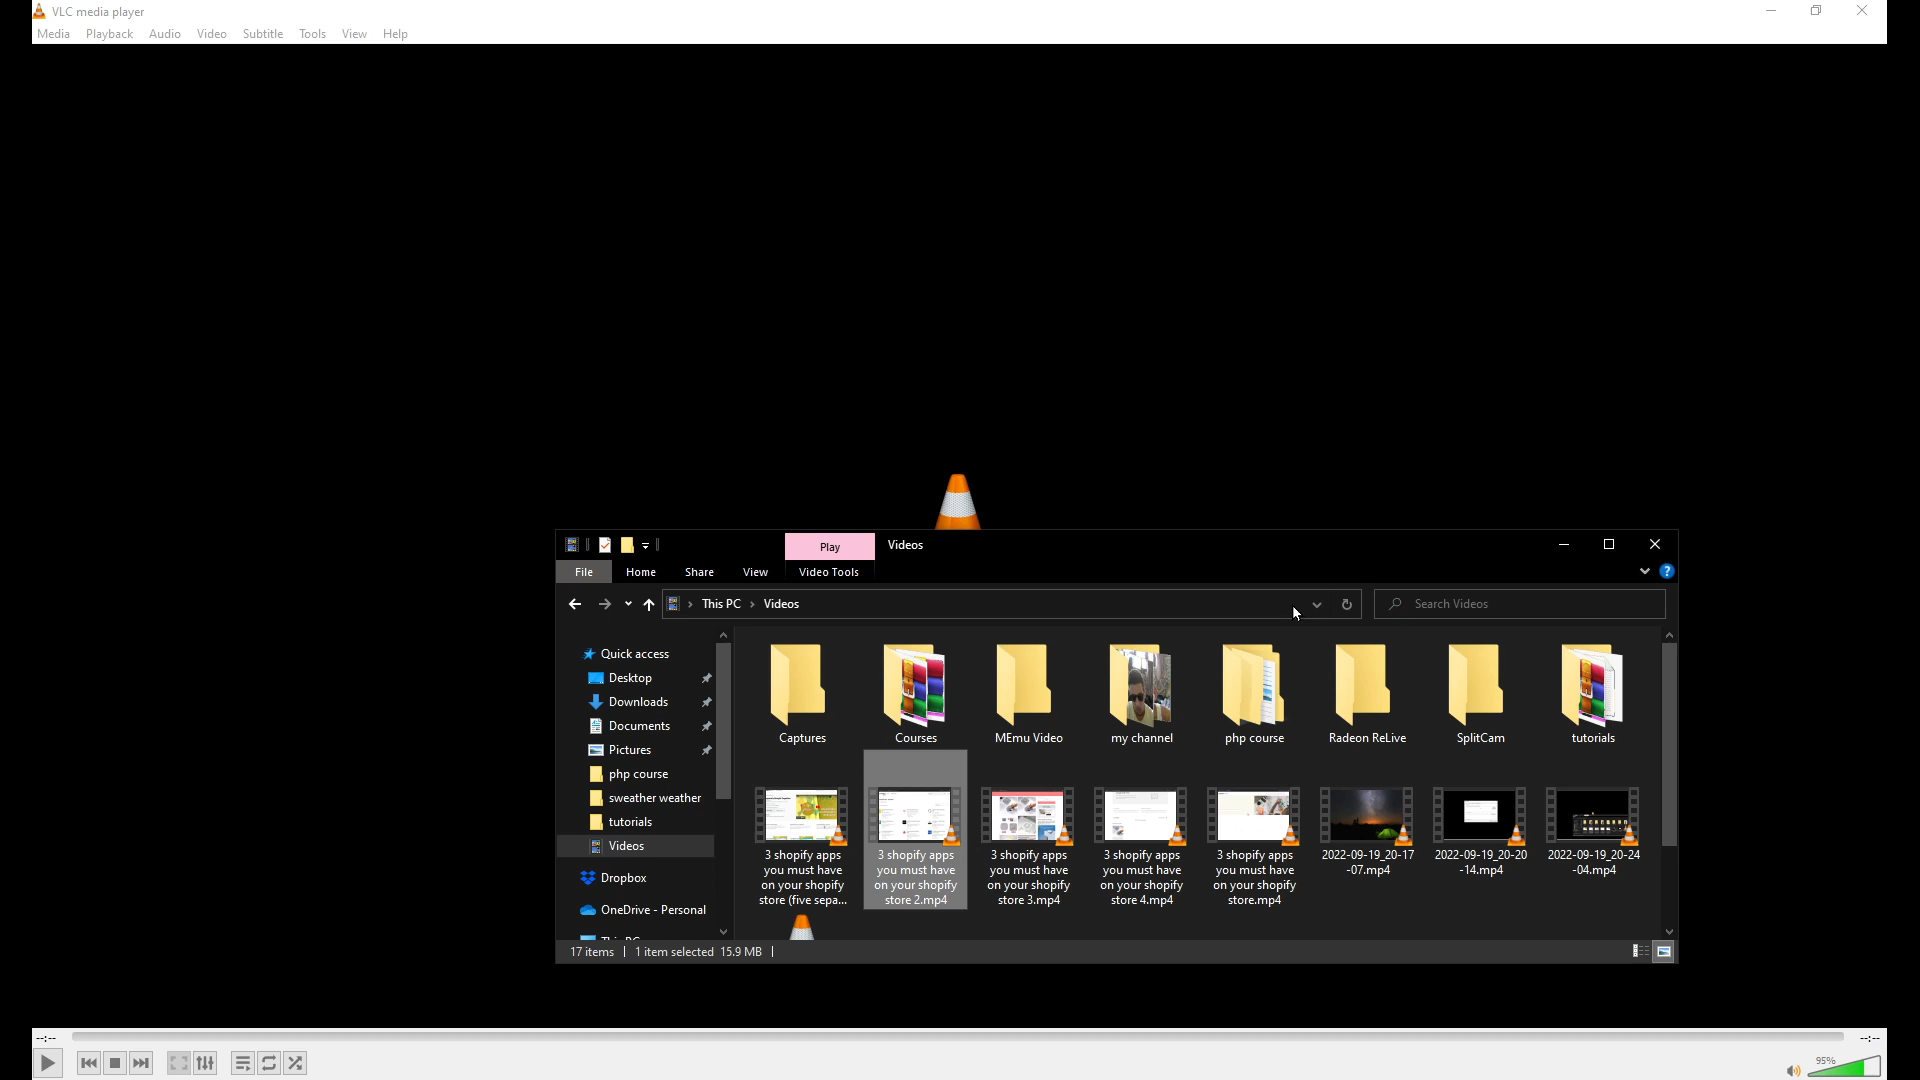 VLC media player
Media Playback Audio Video Subtitle Tools View Help
Play Videos
File Home Share View Video Tools
This PC > Videos
Search Videos
Quick access
Desktop
Downloads
Documents
Pictures
php course
sweather weather
tutorials
Videos
Dropbox
OneDrive - Personal
Captures
Courses
MEmu Video
my channel
php course
Radeon ReLive
SplitCam
tutorials
3 shopify apps
you must have
on your shopify
store (five sepa...
3 shopify apps
you must have
on your shopify
store 2.mp4
3 shopify apps
you must have
on your shopify
store 3.mp4
3 shopify apps
you must have
on your shopify
store 4.mp4
3 shopify apps
you must have
on your shopify
store.mp4
2022-09-19_20-17
-07.mp4
2022-09-19_20-20
-14.mp4
2022-09-19_20-24
-04.mp4
17 items
1 item selected 15.9 MB
--:-- --:--
95%